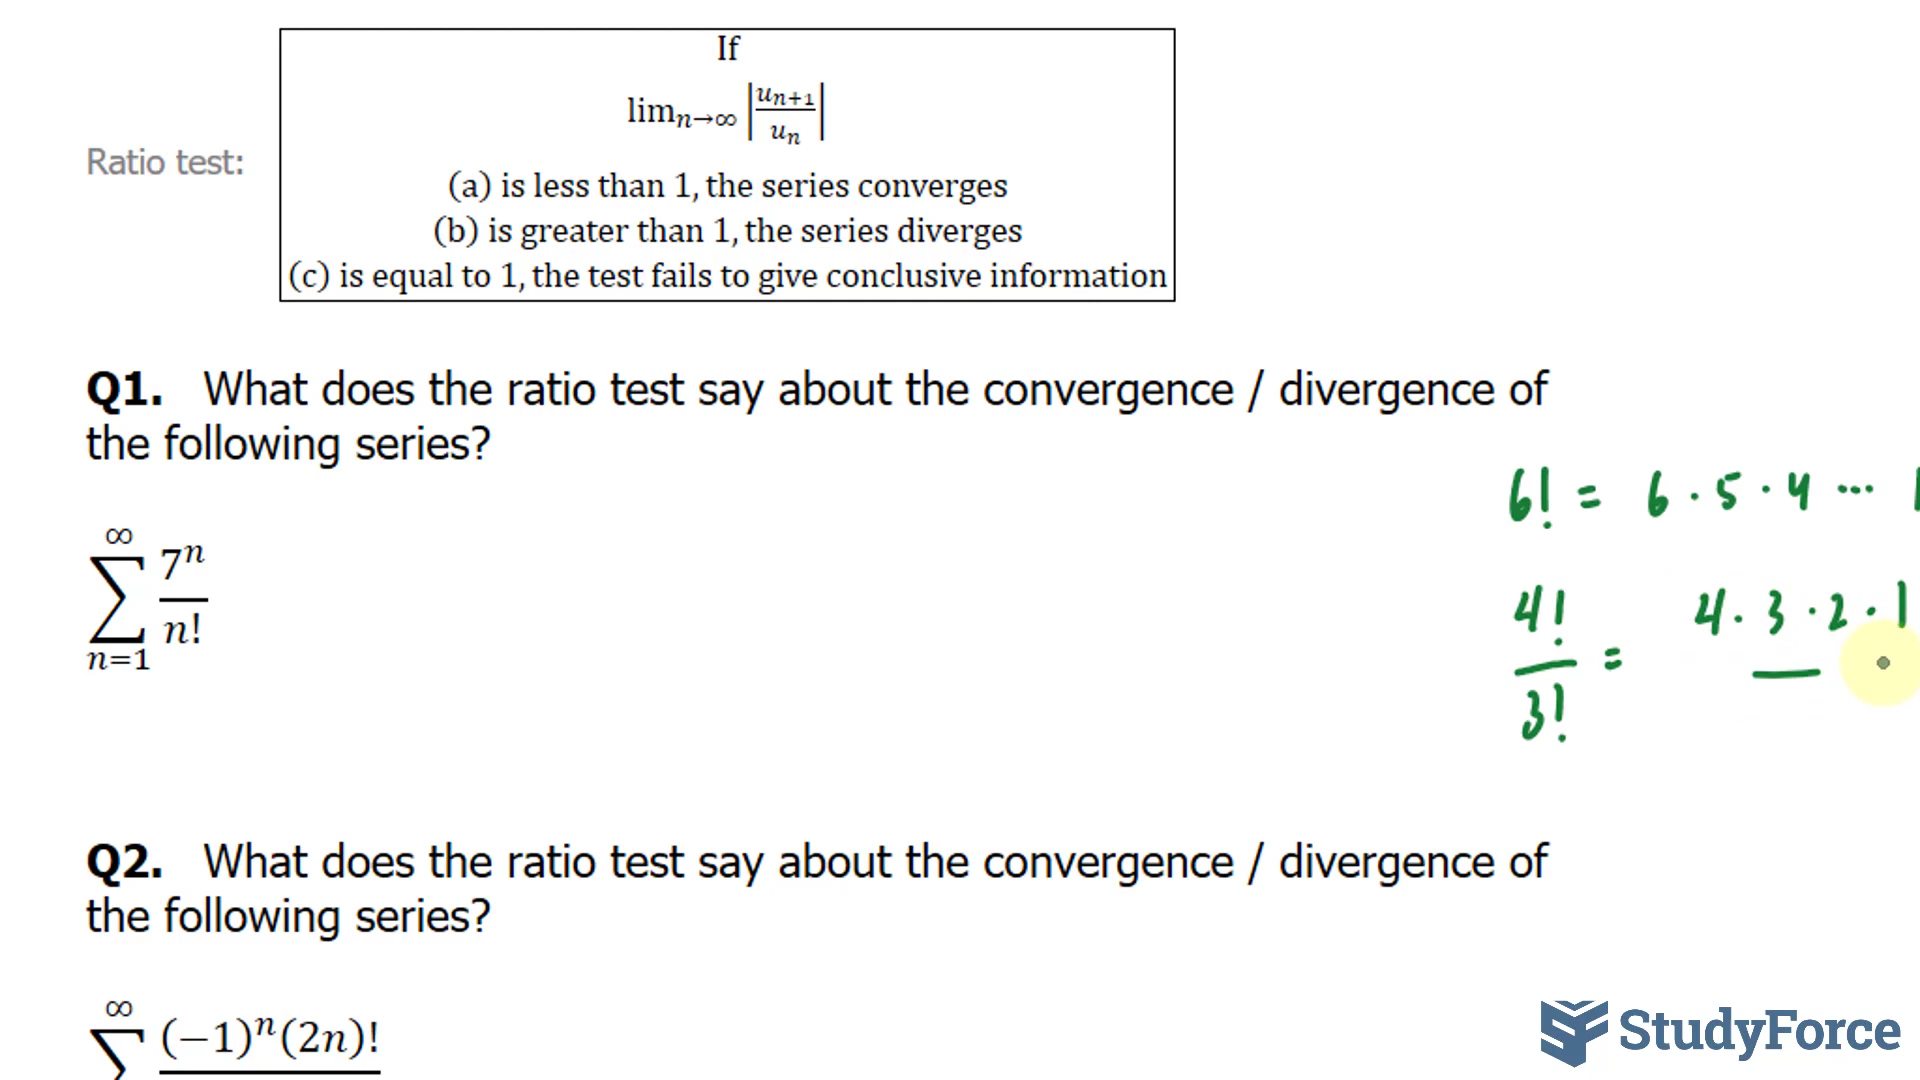 If
lim_{n→∞} |u_{n+1}/u_n|
Ratio test:
(a) is less than 1, the series converges
(b) is greater than 1, the series diverges
(c) is equal to 1, the test fails to give conclusive information
Q1. What does the ratio test say about the convergence / divergence of
the following series?
6! = 6 · 5 · 4 ···
∞
∑ 7ⁿ/n!
n=1
4!/3! = 4 · 3 · 2 · 1
Q2. What does the ratio test say about the convergence / divergence of
the following series?
∞
∑ (−1)ⁿ(2n)!
StudyForce